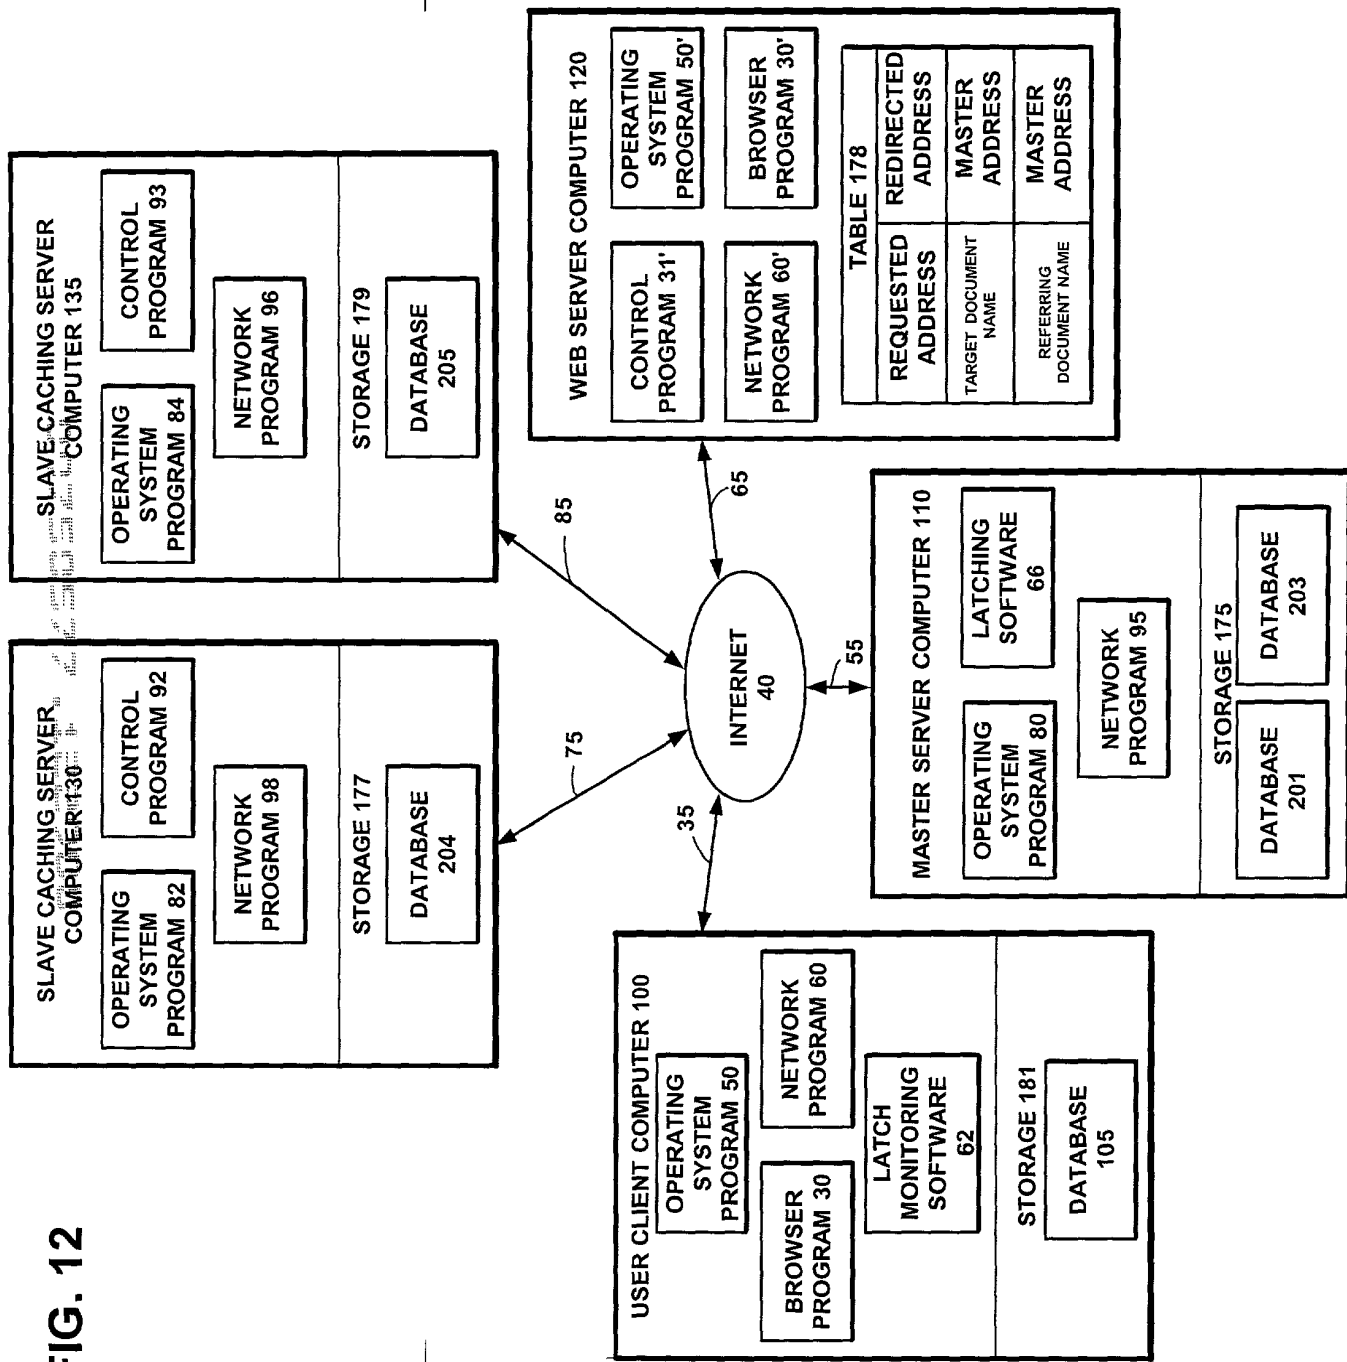 FIG. 12
SLAVE CACHING SERVER
COMPUTER 130
OPERATING
SYSTEM
PROGRAM 82
CONTROL
PROGRAM 92
NETWORK
PROGRAM 98
STORAGE 177
DATABASE
204
SLAVE CACHING SERVER
COMPUTER 135
OPERATING
SYSTEM
PROGRAM 84
CONTROL
PROGRAM 93
NETWORK
PROGRAM 96
STORAGE 179
DATABASE
205
75
85
35
INTERNET
40
65
55
USER CLIENT COMPUTER 100
OPERATING
SYSTEM
PROGRAM 50
BROWSER
PROGRAM 30
NETWORK
PROGRAM 60
LATCH
MONITORING
SOFTWARE
62
STORAGE 181
DATABASE
105
MASTER SERVER COMPUTER 110
OPERATING
SYSTEM
PROGRAM 80
LATCHING
SOFTWARE
66
NETWORK
PROGRAM 95
STORAGE 175
DATABASE
201
DATABASE
203
WEB SERVER COMPUTER 120
CONTROL
PROGRAM 31'
OPERATING
SYSTEM
PROGRAM 50'
NETWORK
PROGRAM 60'
BROWSER
PROGRAM 30'
TABLE 178
REQUESTED
ADDRESS
REDIRECTED
ADDRESS
TARGET DOCUMENT
NAME
MASTER
ADDRESS
REFERRING
DOCUMENT NAME
MASTER
ADDRESS